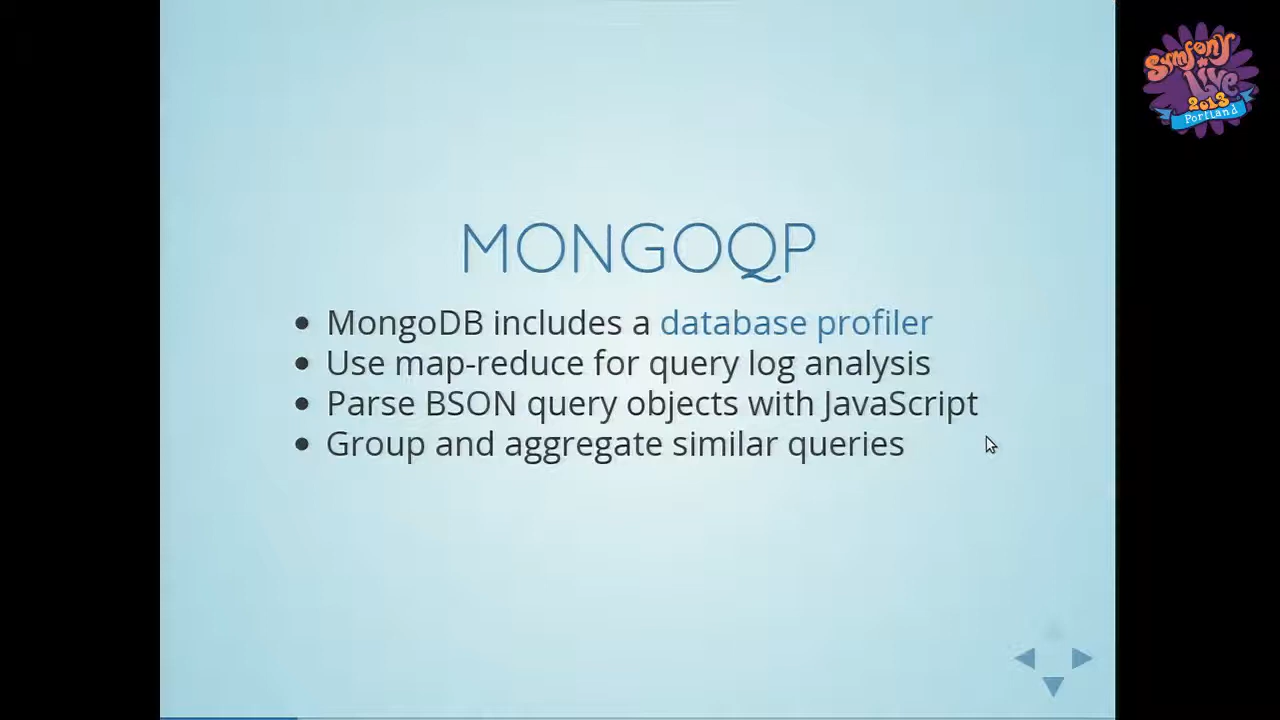 MONGOQP
MongoDB includes a database profiler
Use map-reduce for query log analysis
Parse BSON query objects with JavaScript
Group and aggregate similar queries
Symfony
Live
2013
Portland